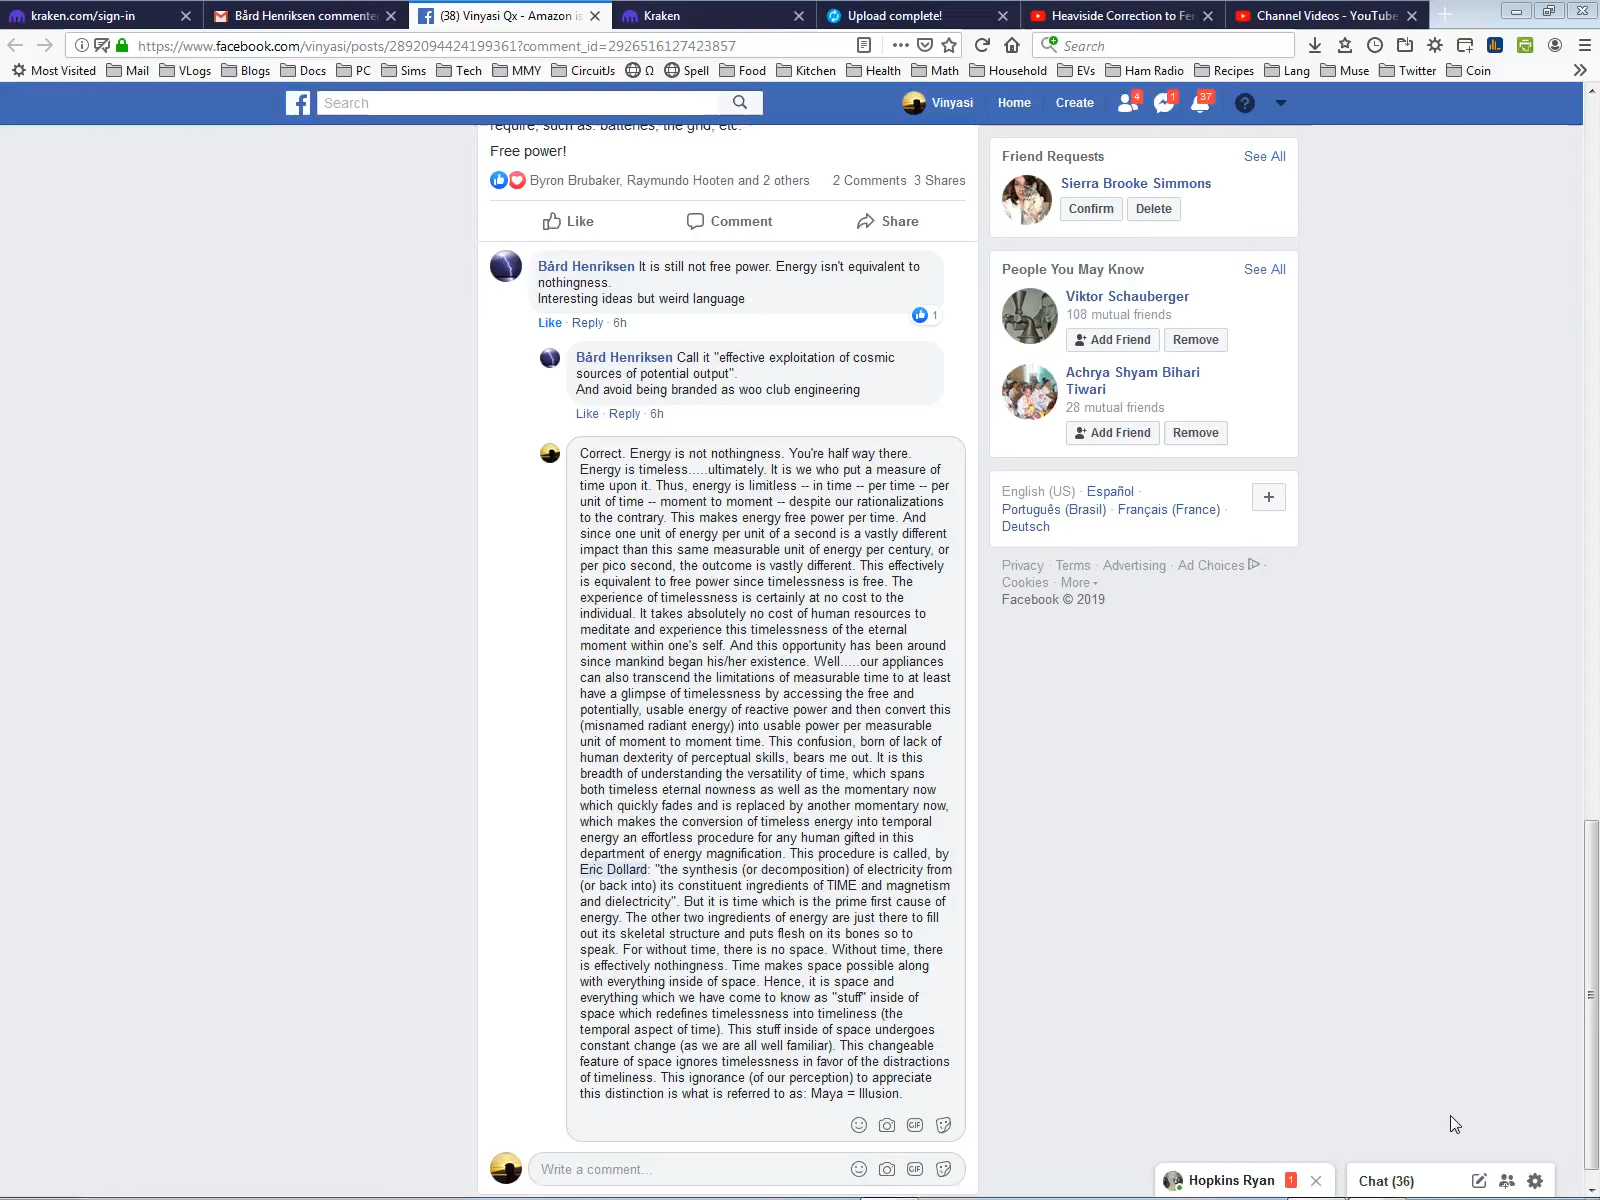 kraken.com/sign-in
Bård Henriksen commente
(38) Vinyasi Qx - Amazon is
Kraken
Upload complete!
Heaviside Correction to Fer
Channel Videos - YouTube
https://www.facebook.com/vinyasi/posts/2892094424199361?comment_id=2926516127423857
Search
Most Visited Mail VLogs Blogs Docs PC Sims Tech MMY CircuitJs Ω Spell Food Kitchen Health Math Household EVs Ham Radio Recipes Lang Muse Twitter Coin
Search
Vinyasi Home Create 4 1 37
require, such as: batteries, the grid, etc.
Free power!
Byron Brubaker, Raymundo Hooten and 2 others 2 Comments 3 Shares
Like Comment Share
Bård Henriksen It is still not free power. Energy isn't equivalent to
nothingness.
Interesting ideas but weird language
1
Like · Reply · 6h
Bård Henriksen Call it "effective exploitation of cosmic
sources of potential output".
And avoid being branded as woo club engineering
Like · Reply · 6h
Correct. Energy is not nothingness. You're half way there.
Energy is timeless.....ultimately. It is we who put a measure of
time upon it. Thus, energy is limitless -- in time -- per time -- per
unit of time -- moment to moment -- despite our rationalizations
to the contrary. This makes energy free power per time. And
since one unit of energy per unit of a second is a vastly different
impact than this same measurable unit of energy per century, or
per pico second, the outcome is vastly different. This effectively
is equivalent to free power since timelessness is free. The
experience of timelessness is certainly at no cost to the
individual. It takes absolutely no cost of human resources to
meditate and experience this timelessness of the eternal
moment within one's self. And this opportunity has been around
since mankind began his/her existence. Well.....our appliances
can also transcend the limitations of measurable time to at least
have a glimpse of timelessness by accessing the free and
potentially, usable energy of reactive power and then convert this
(misnamed radiant energy) into usable power per measurable
unit of moment to moment time. This confusion, born of lack of
human dexterity of perceptual skills, bears me out. It is this
breadth of understanding the versatility of time, which spans
both timeless eternal nowness as well as the momentary now
which quickly fades and is replaced by another momentary now,
which makes the conversion of timeless energy into temporal
energy an effortless procedure for any human gifted in this
department of energy magnification. This procedure is called, by
Eric Dollard: "the synthesis (or decomposition) of electricity from
(or back into) its constituent ingredients of TIME and magnetism
and dielectricity". But it is time which is the prime first cause of
energy. The other two ingredients of energy are just there to fill
out its skeletal structure and puts flesh on its bones so to
speak. For without time, there is no space. Without time, there
is effectively nothingness. Time makes space possible along
with everything inside of space. Hence, it is space and
everything which we have come to know as "stuff" inside of
space which redefines timelessness into timeliness (the
temporal aspect of time). This stuff inside of space undergoes
constant change (as we are all well familiar). This changeable
feature of space ignores timelessness in favor of the distractions
of timeliness. This ignorance (of our perception) to appreciate
this distinction is what is referred to as: Maya = Illusion.
GIF
Write a comment...
GIF
Friend Requests See All
Sierra Brooke Simmons
Confirm Delete
People You May Know See All
Viktor Schauberger
108 mutual friends
Add Friend Remove
Achrya Shyam Bihari
Tiwari
28 mutual friends
Add Friend Remove
English (US) · Español ·
Português (Brasil) · Français (France) ·
Deutsch
Privacy · Terms · Advertising · Ad Choices ·
Cookies · More
Facebook © 2019
Hopkins Ryan 1
Chat (36)